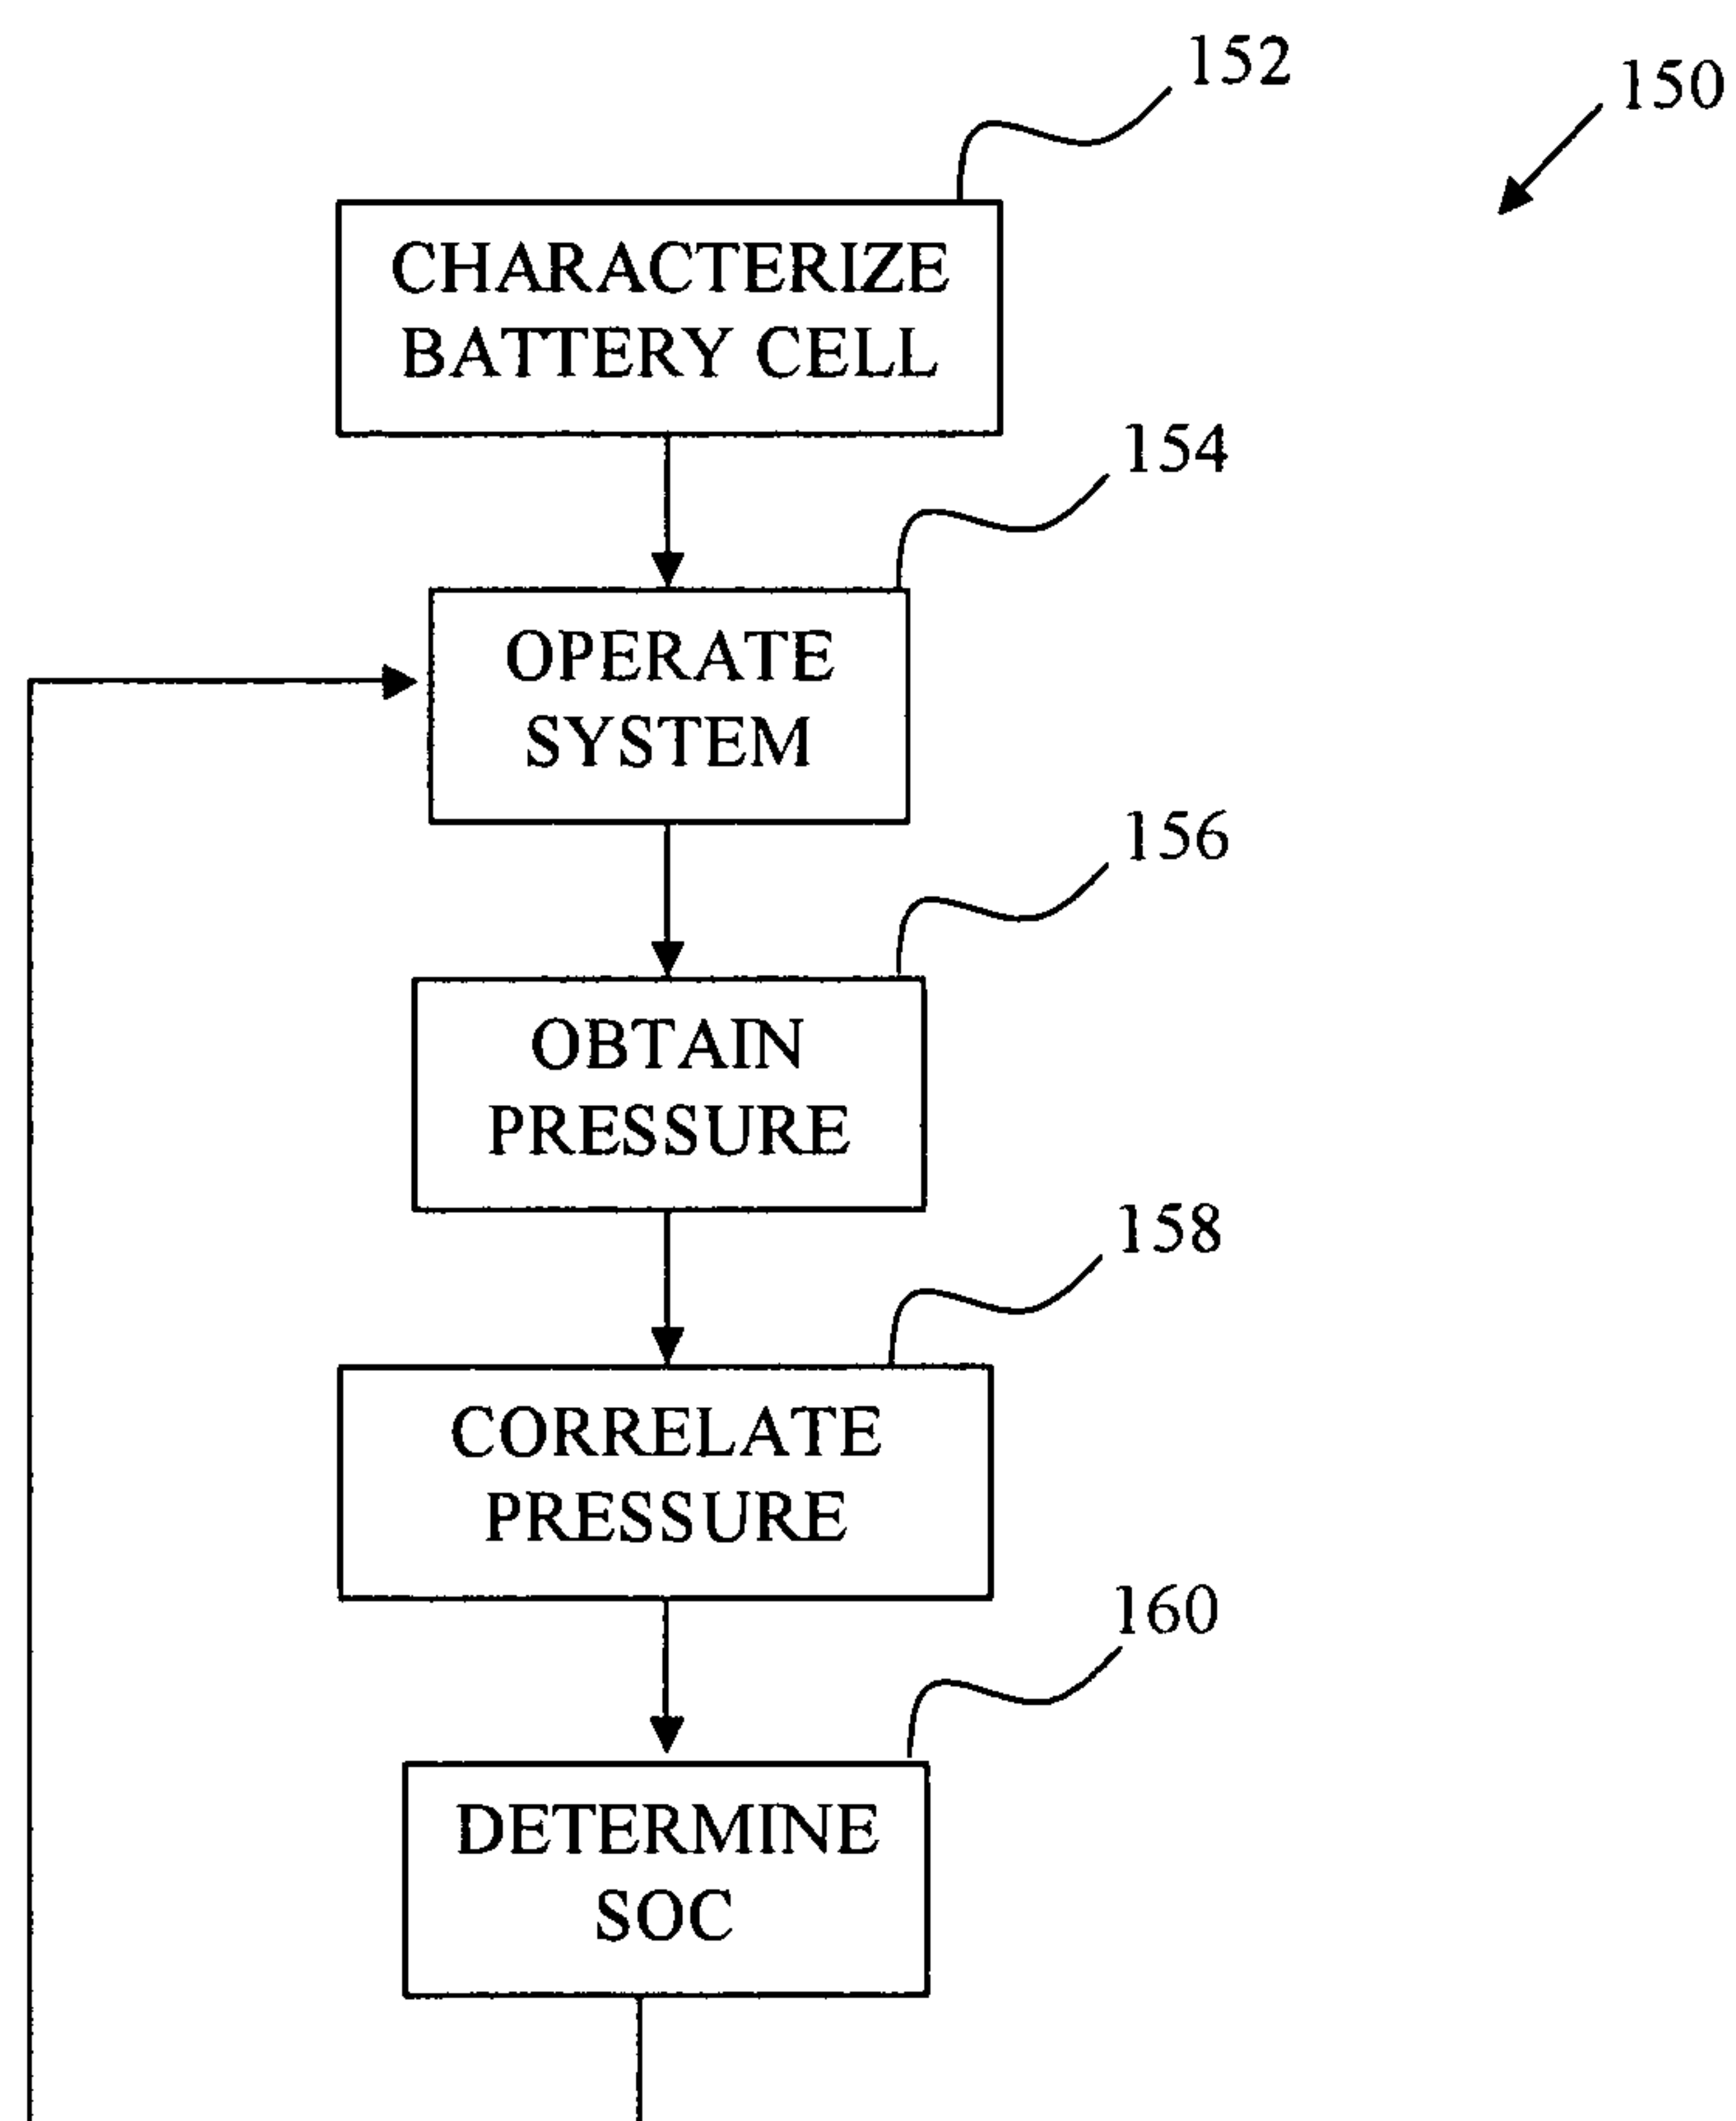 152
150
CHARACTERIZE
BATTERY CELL
154
OPERATE
SYSTEM
156
OBTAIN
PRESSURE
158
CORRELATE
PRESSURE
160
DETERMINE
SOC